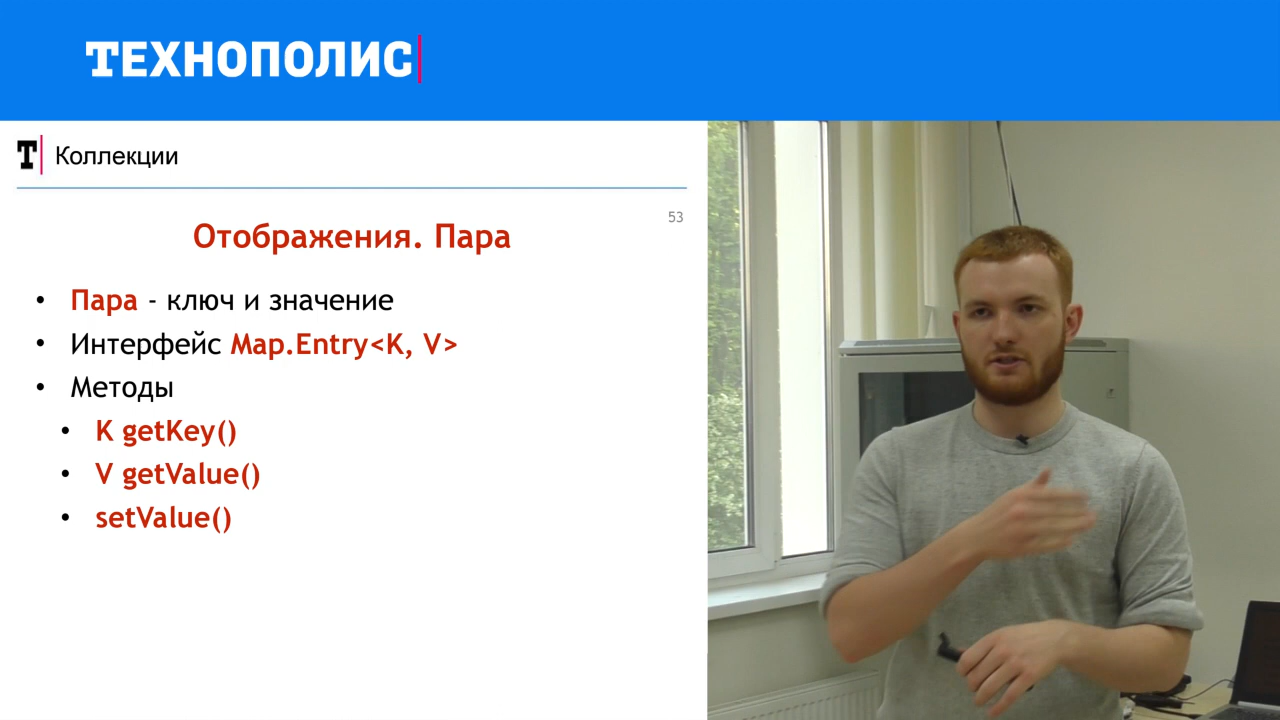 ТЕХНОПОЛИС
Т Коллекции
53
Отображения. Пара
• Пара - ключ и значение
• Интерфейс Map.Entry<K, V>
• Методы
• K getKey()
• V getValue()
• setValue()